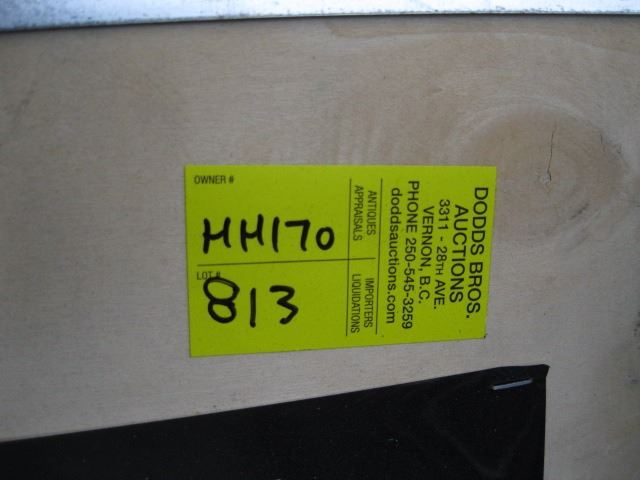 OWNER #
HH170
LOT #
813
ANTIQUES
APPRAISALS
IMPORTERS
LIQUIDATIONS
DODDS BROS.
AUCTIONS
3311 - 28TH AVE.
VERNON, B.C.
PHONE 250-545-3259
doddsauctions.com